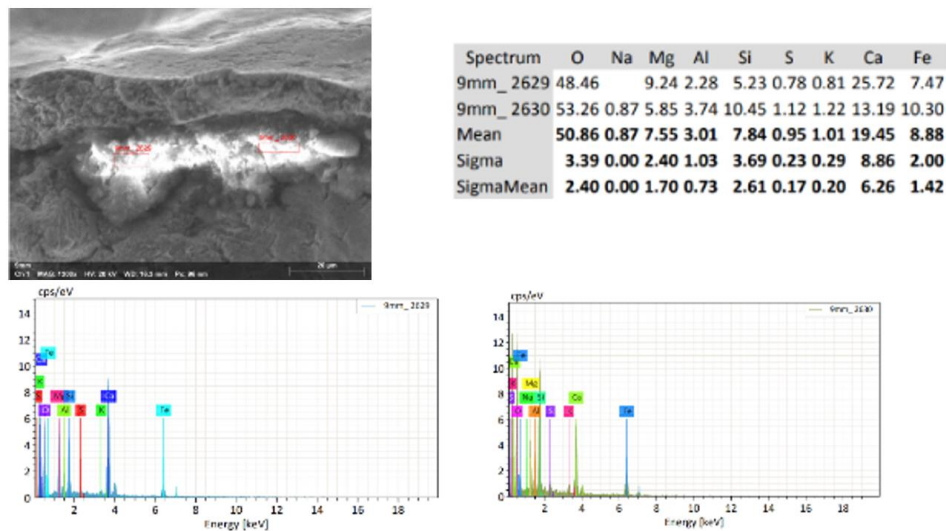 Spectrum O Na Mg Al Si S K Ca Fe
9mm_ 2629 48.46 9.24 2.28 5.23 0.78 0.81 25.72 7.47
9mm_ 2630 53.26 0.87 5.85 3.74 10.45 1.12 1.22 13.19 10.30
Mean 50.86 0.87 7.55 3.01 7.84 0.95 1.01 19.45 8.88
Sigma 3.39 0.00 2.40 1.03 3.69 0.23 0.29 8.86 2.00
SigmaMean 2.40 0.00 1.70 0.73 2.61 0.17 0.20 6.26 1.42
20 µm
cps/eV
9mm_ 2629
14
12
10
8
6
4
2
0
Fe
K
Si Ca
O Al S K Fe
2 4 6 8 10 12 14 16 18
Energy [keV]
cps/eV
9mm_ 2630
14
12
10
8
6
4
2
0
K Mg
Na Si Ca
O Al Fe
2 4 6 8 10 12 14 16 18
Energy [keV]